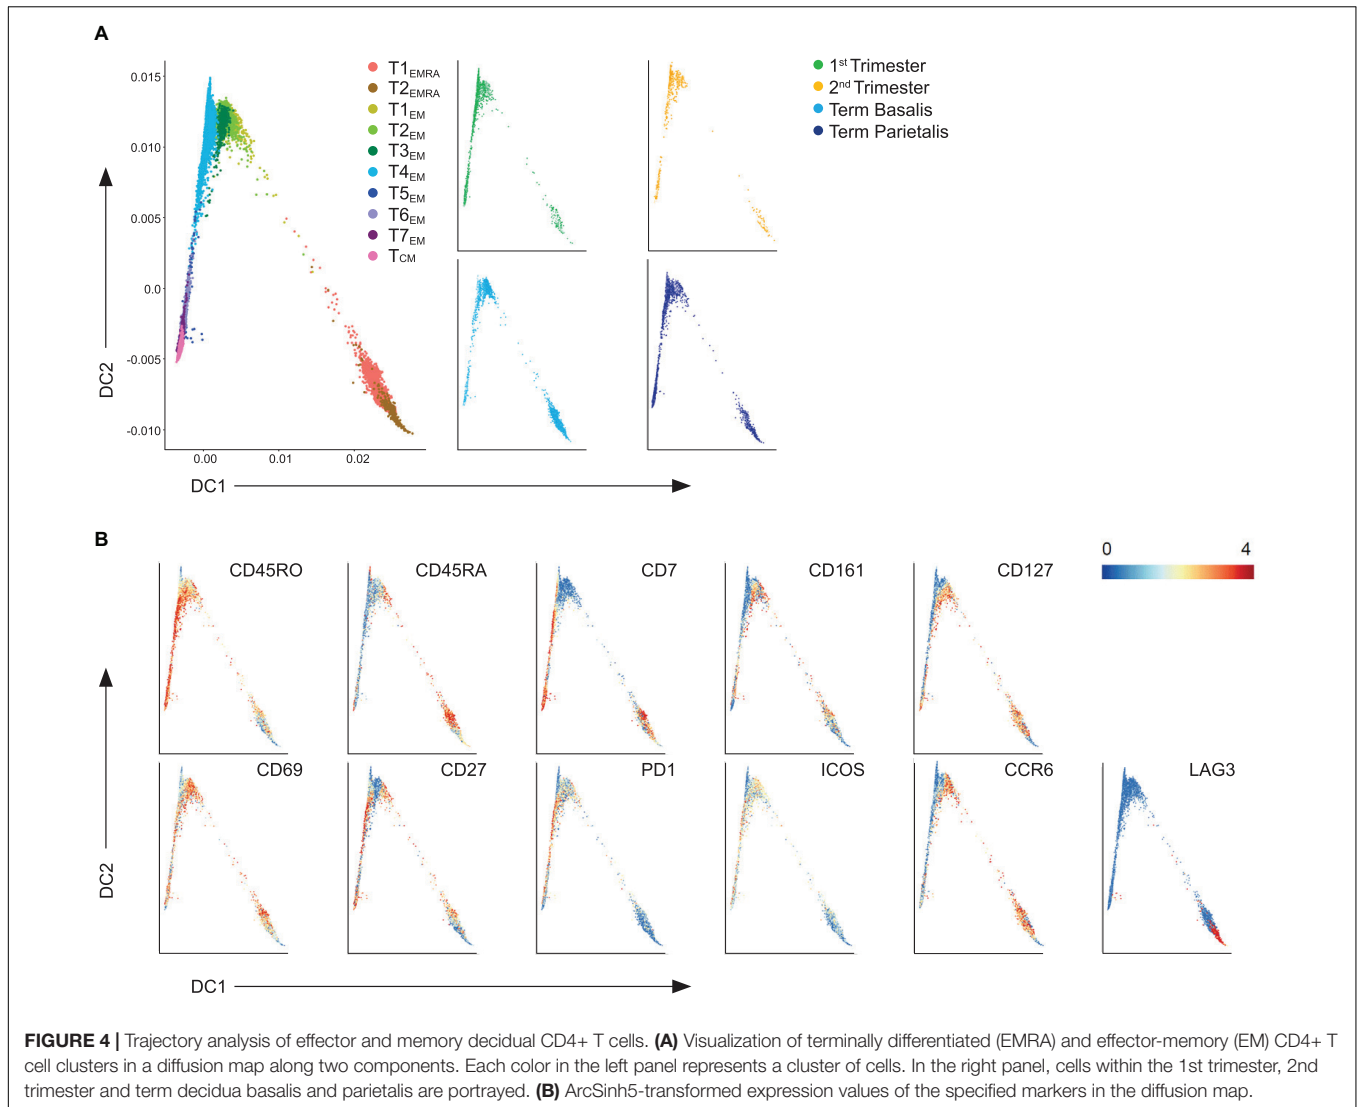 A
0.015
0.010
0.005
0.0
-0.005
-0.010
0.00 0.01 0.02
DC2
DC1
T1EMRA
T2EMRA
T1EM
T2EM
T3EM
T4EM
T5EM
T6EM
T7EM
TCM
1st Trimester
2nd Trimester
Term Basalis
Term Parietalis
B
0 4
CD45RO CD45RA CD7 CD161 CD127
CD69 CD27 PD1 ICOS CCR6 LAG3
DC2
DC1
FIGURE 4 | Trajectory analysis of effector and memory decidual CD4+ T cells. (A) Visualization of terminally differentiated (EMRA) and effector-memory (EM) CD4+ T
cell clusters in a diffusion map along two components. Each color in the left panel represents a cluster of cells. In the right panel, cells within the 1st trimester, 2nd
trimester and term decidua basalis and parietalis are portrayed. (B) ArcSinh5-transformed expression values of the specified markers in the diffusion map.